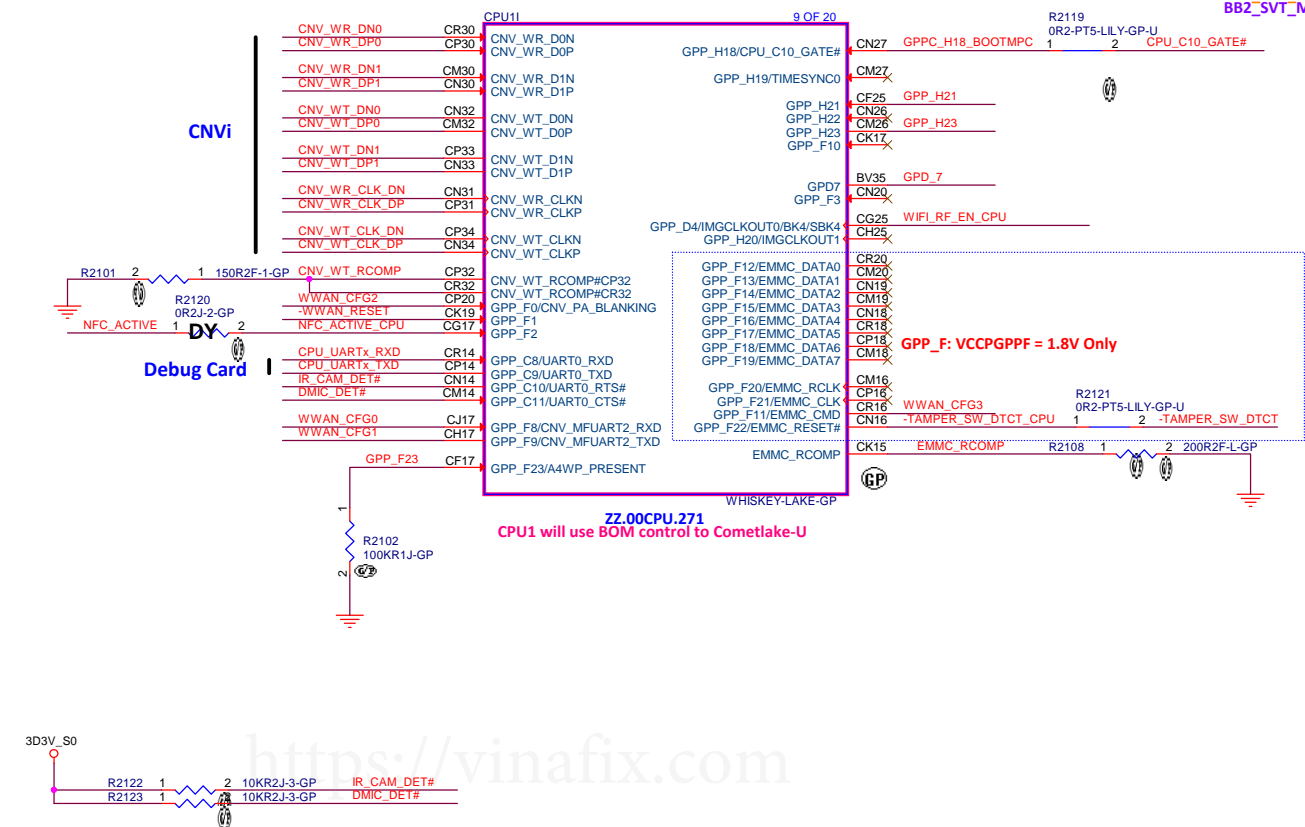 BB2_SVT_M
CPU1I
9 OF 20
R2119
0R2-PT5-LILY-GP-U
CNV_WR_DN0 CR30 CNV_WR_D0N
CNV_WR_DP0 CP30 CNV_WR_D0P
GPP_H18/CPU_C10_GATE# CN27 GPPC_H18_BOOTMPC 1 2 CPU_C10_GATE#
CNV_WR_DN1 CM30 CNV_WR_D1N
CNV_WR_DP1 CN30 CNV_WR_D1P
GPP_H19/TIMESYNC0 CM27
CNV_WT_DN0 CN32 CNV_WT_D0N
CNV_WT_DP0 CM32 CNV_WT_D0P
GPP_H21 CF25 GPP_H21
GPP_H22 CN26
GPP_H23 CM26 GPP_H23
GPP_F10 CK17
CNVi
CNV_WT_DN1 CP33 CNV_WT_D1N
CNV_WT_DP1 CN33 CNV_WT_D1P
GPD7 BV35 GPD_7
GPP_F3 CN20
CNV_WR_CLK_DN CN31 CNV_WR_CLKN
CNV_WR_CLK_DP CP31 CNV_WR_CLKP
GPP_D4/IMGCLKOUT0/BK4/SBK4 CG25 WIFI_RF_EN_CPU
GPP_H20/IMGCLKOUT1 CH25
CNV_WT_CLK_DN CP34 CNV_WT_CLKN
CNV_WT_CLK_DP CN34 CNV_WT_CLKP
R2101 2 1 150R2F-1-GP CNV_WT_RCOMP CP32 CNV_WT_RCOMP#CP32
CR32 CNV_WT_RCOMP#CR32
WWAN_CFG2 CP20 GPP_F0/CNV_PA_BLANKING
-WWAN_RESET CK19 GPP_F1
R2120
0R2J-2-GP
NFC_ACTIVE 1 DY 2 NFC_ACTIVE_CPU CG17 GPP_F2
GPP_F12/EMMC_DATA0 CR20
GPP_F13/EMMC_DATA1 CM20
GPP_F14/EMMC_DATA2 CN19
GPP_F15/EMMC_DATA3 CM19
GPP_F16/EMMC_DATA4 CN18
GPP_F17/EMMC_DATA5 CR18
GPP_F18/EMMC_DATA6 CP18
GPP_F19/EMMC_DATA7 CM18
GPP_F: VCCPGPPF = 1.8V Only
Debug Card
CPU_UARTx_RXD CR14 GPP_C8/UART0_RXD
CPU_UARTx_TXD CP14 GPP_C9/UART0_TXD
IR_CAM_DET# CN14 GPP_C10/UART0_RTS#
DMIC_DET# CM14 GPP_C11/UART0_CTS#
GPP_F20/EMMC_RCLK CM16
GPP_F21/EMMC_CLK CP16
GPP_F11/EMMC_CMD CR16 WWAN_CFG3
R2121
0R2-PT5-LILY-GP-U
GPP_F22/EMMC_RESET# CN16 -TAMPER_SW_DTCT_CPU 1 2 -TAMPER_SW_DTCT
WWAN_CFG0 CJ17 GPP_F8/CNV_MFUART2_RXD
WWAN_CFG1 CH17 GPP_F9/CNV_MFUART2_TXD
EMMC_RCOMP CK15 EMMC_RCOMP R2108 1 2 200R2F-L-GP
GPP_F23 CF17 GPP_F23/A4WP_PRESENT
GP
WHISKEY-LAKE-GP
ZZ.00CPU.271
CPU1 will use BOM control to Cometlake-U
1
R2102
100KR1J-GP
2
3D3V_S0
https://vinafix.com
R2122 1 2 10KR2J-3-GP IR_CAM_DET#
R2123 1 10KR2J-3-GP DMIC_DET#